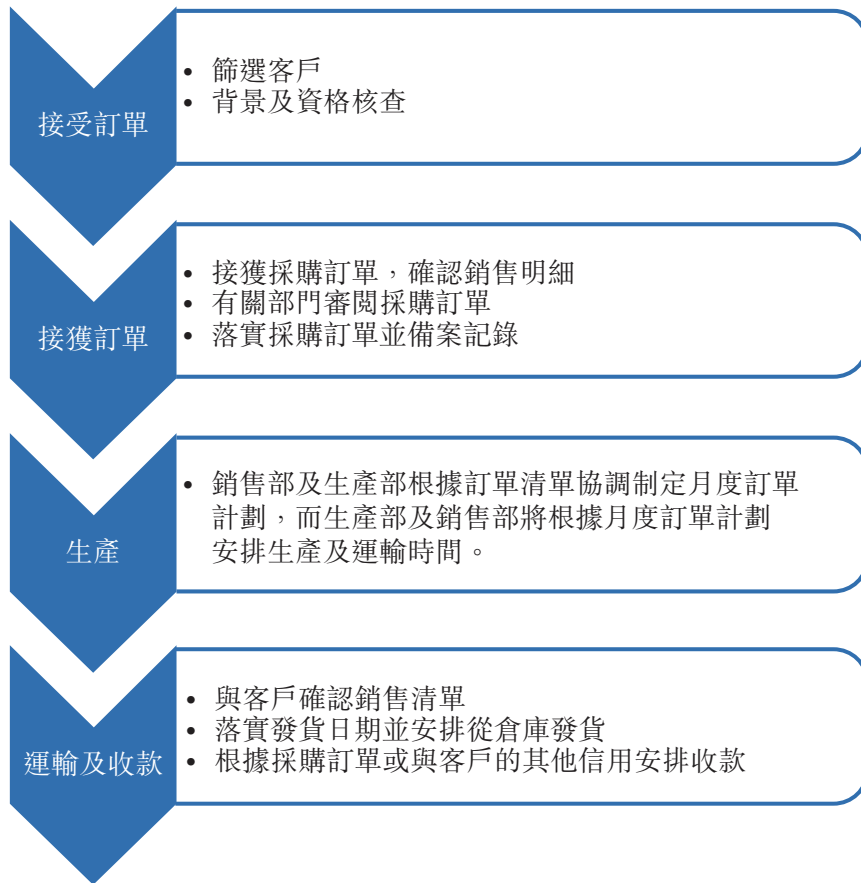 接受訂單
• 篩選客戶
• 背景及資格核查
接獲訂單
• 接獲採購訂單，確認銷售明細
• 有關部門審閱採購訂單
• 落實採購訂單並備案記錄
生產
• 銷售部及生產部根據訂單清單協調制定月度訂單
計劃，而生產部及銷售部將根據月度訂單計劃
安排生產及運輸時間。
運輸及收款
• 與客戶確認銷售清單
• 落實發貨日期並安排從倉庫發貨
• 根據採購訂單或與客戶的其他信用安排收款